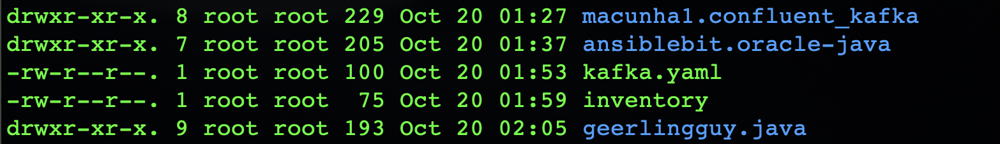 drwxr-xr-x. 8 root root 229 Oct 20 01:27 macunha1.confluent_kafka
drwxr-xr-x. 7 root root 205 Oct 20 01:37 ansiblebit.oracle-java
-rw-r--r--. 1 root root 100 Oct 20 01:53 kafka.yaml
-rw-r--r--. 1 root root  75 Oct 20 01:59 inventory
drwxr-xr-x. 9 root root 193 Oct 20 02:05 geerlingguy.java